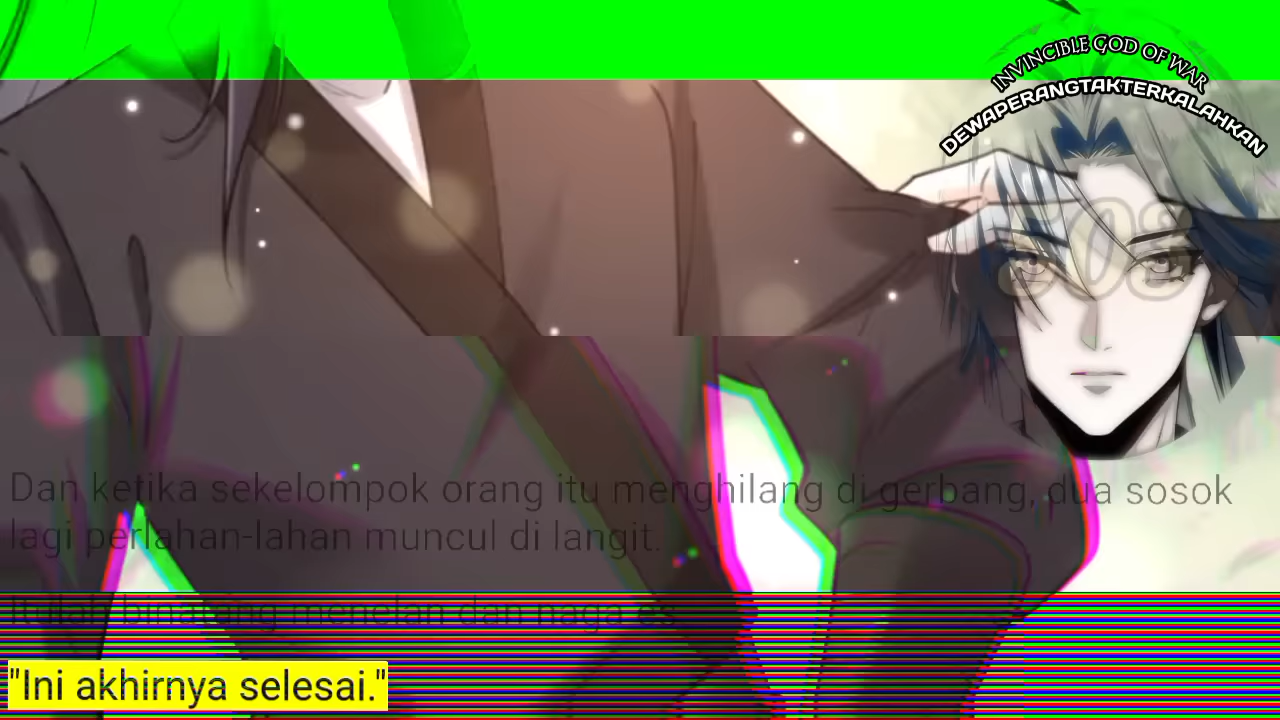 INVINCIBLE GOD OF WAR
DEWAPERANGTAKTERKALAHKAN
508
Dan ketika sekelompok orang itu menghilang di gerbang, dua sosok
lagi perlahan-lahan muncul di langit.
Itulah binatang menelan dan naga es.
"Ini akhirnya selesai."